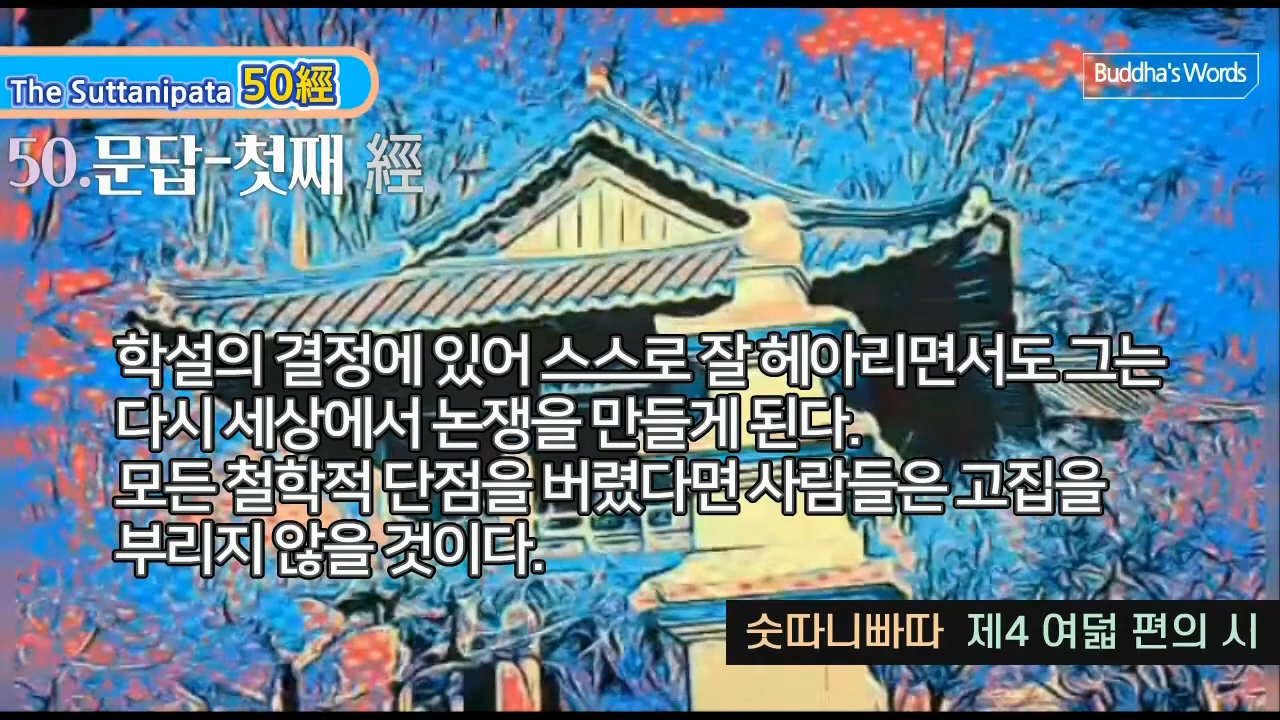 The Suttanipata 50經
Buddha's Words
50.문답-첫째 經
학설의 결정에 있어 스스로 잘 헤아리면서도 그는
다시 세상에서 논쟁을 만들게 된다.
모든 철학적 단점을 버렸다면 사람들은 고집을
부리지 않을 것이다.
숫따니빠따 제4 여덟 편의 시